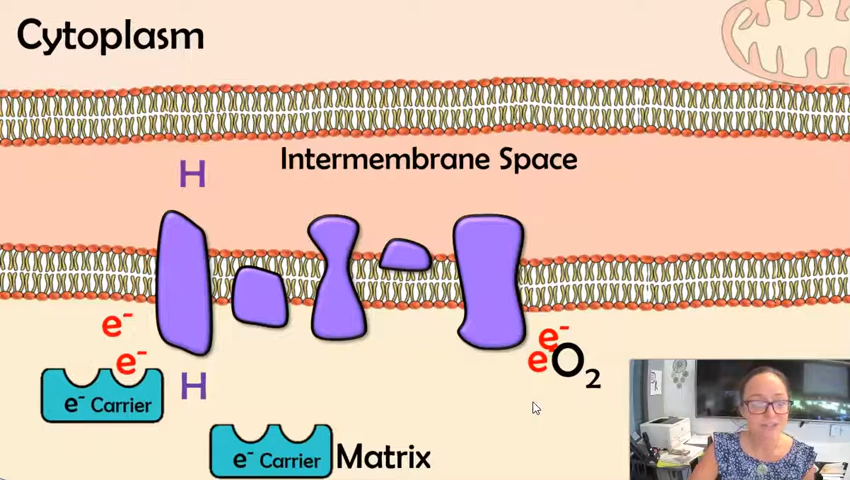 Cytoplasm
Intermembrane Space
H
e⁻
e⁻
e⁻
e⁻
O₂
H
e⁻ Carrier
e⁻ Carrier
Matrix